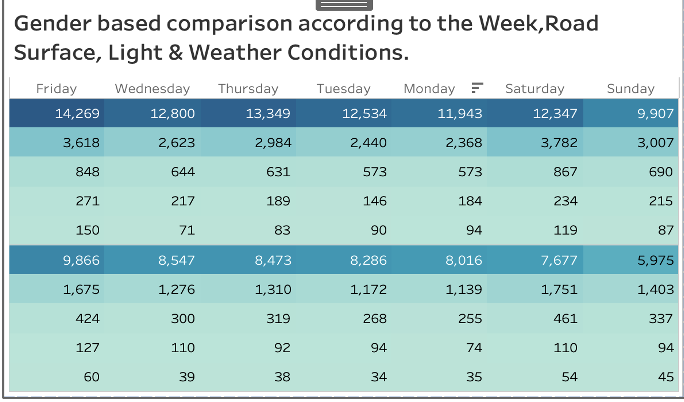 Gender based comparison according to the Week,Road
Surface, Light & Weather Conditions.
Friday Wednesday Thursday Tuesday Monday Saturday Sunday
14,269 12,800 13,349 12,534 11,943 12,347 9,907
3,618 2,623 2,984 2,440 2,368 3,782 3,007
848 644 631 573 573 867 690
271 217 189 146 184 234 215
150 71 83 90 94 119 87
9,866 8,547 8,473 8,286 8,016 7,677 5,975
1,675 1,276 1,310 1,172 1,139 1,751 1,403
424 300 319 268 255 461 337
127 110 92 94 74 110 94
60 39 38 34 35 54 45